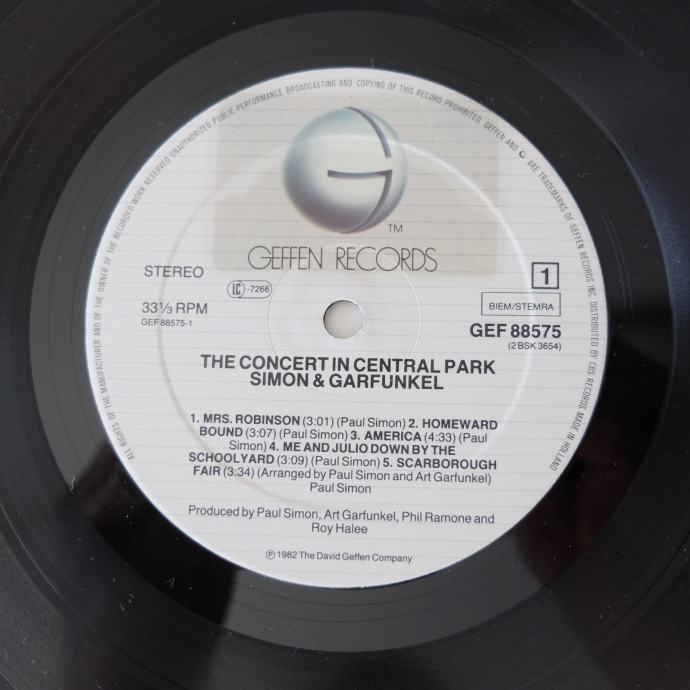 ALL RIGHTS OF THE MANUFACTURER AND OF THE OWNER OF THE RECORDED WORK RESERVED UNAUTHORIZED PUBLIC PERFORMANCE, BROADCASTING AND COPYING OF THIS RECORD PROHIBITED. GEFFEN AND G ARE TRADEMARKS OF GEFFEN RECORDS INC. DISTRIBUTED BY CBS RECORDS. MADE IN HOLLAND
TM
GEFFEN RECORDS
STEREO
LC -7266
1
33⅓ RPM
GEF 88575-1
BIEM/STEMRA
GEF 88575
(2 BSK 3654)
THE CONCERT IN CENTRAL PARK
SIMON & GARFUNKEL
1. MRS. ROBINSON (3:01) (Paul Simon) 2. HOMEWARD
BOUND (3:07) (Paul Simon) 3. AMERICA (4:33) (Paul
Simon) 4. ME AND JULIO DOWN BY THE
SCHOOLYARD (3:09) (Paul Simon) 5. SCARBOROUGH
FAIR (3:34) (Arranged by Paul Simon and Art Garfunkel)
Paul Simon
Produced by Paul Simon, Art Garfunkel, Phil Ramone and
Roy Halee
℗ 1982 The David Geffen Company